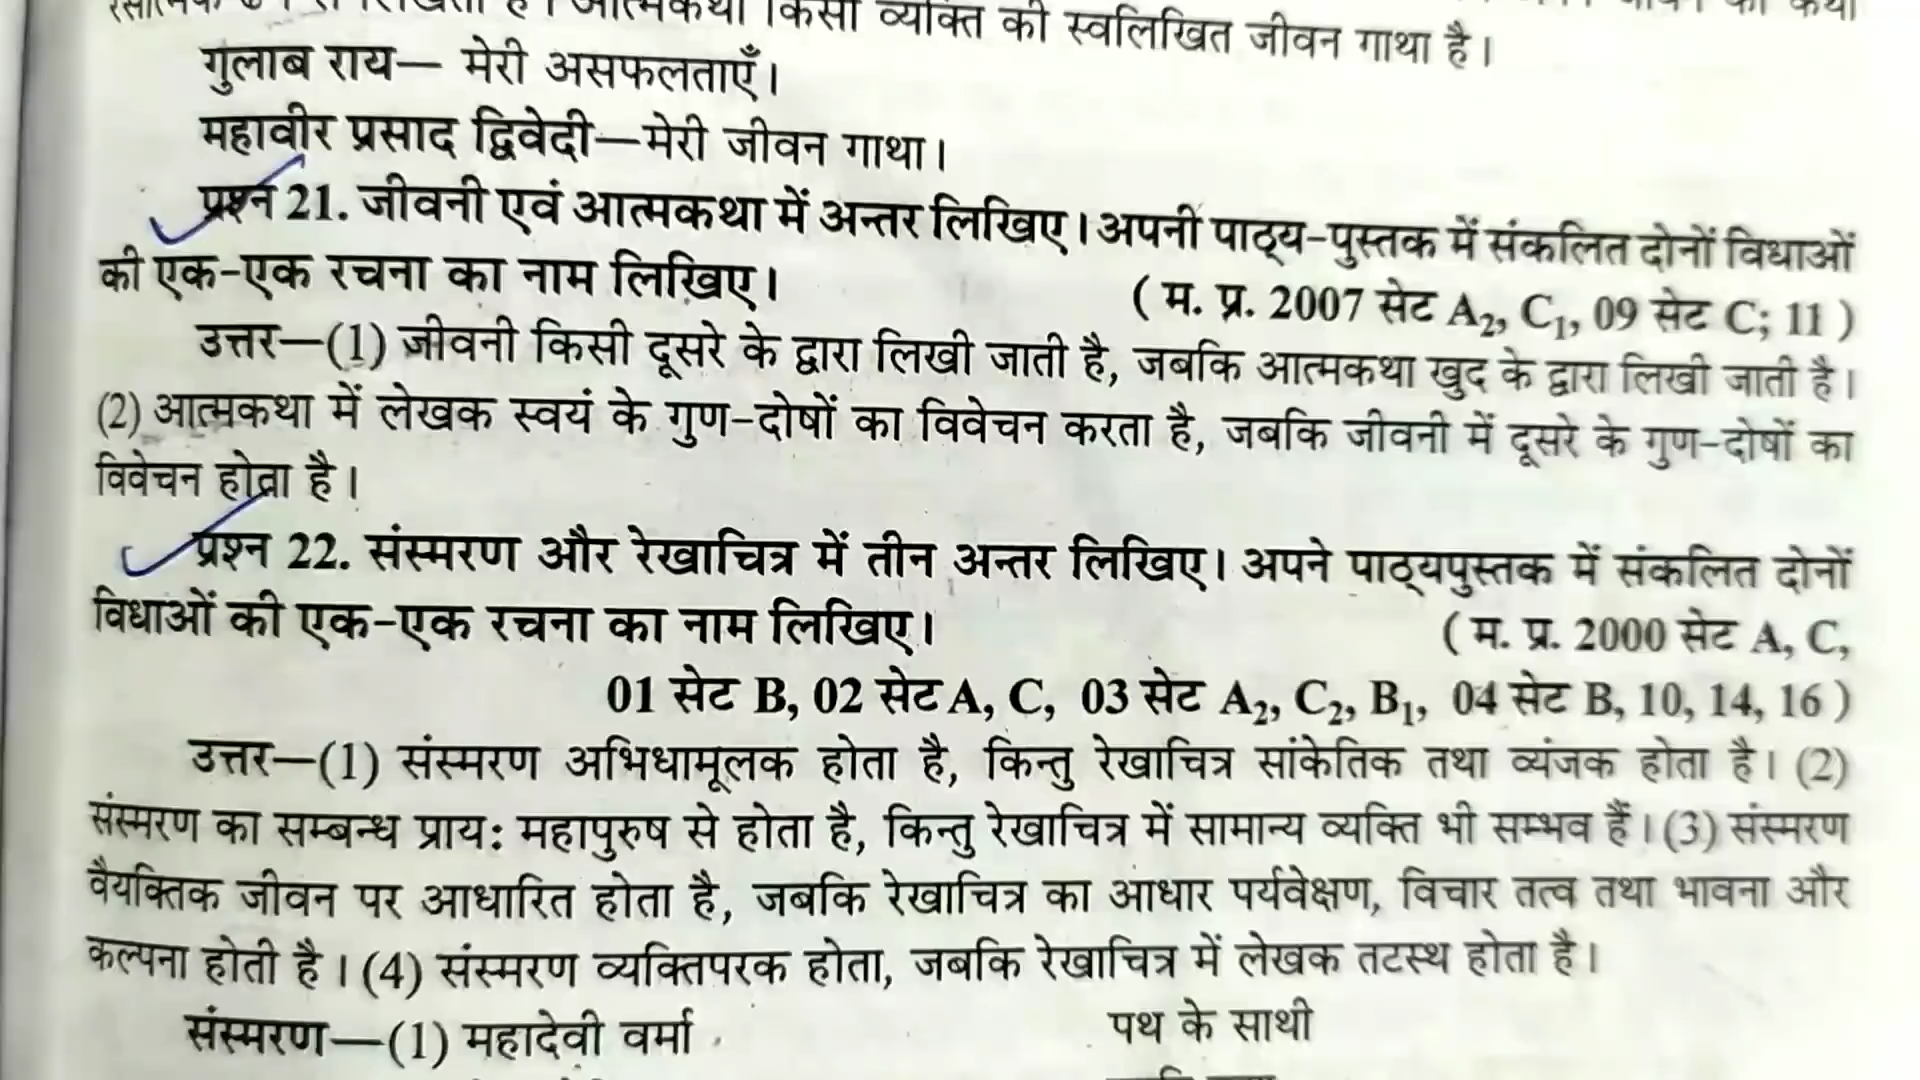 आत्मकथा किसी व्यक्ति की स्वलिखित जीवन गाथा है।
गुलाब राय— मेरी असफलताएँ।
महावीर प्रसाद द्विवेदी—मेरी जीवन गाथा।
प्रश्न 21. जीवनी एवं आत्मकथा में अन्तर लिखिए। अपनी पाठ्य-पुस्तक में संकलित दोनों विधाओं
की एक-एक रचना का नाम लिखिए।
( म. प्र. 2007 सेट A₂, C₁, 09 सेट C; 11 )
उत्तर—(1) जीवनी किसी दूसरे के द्वारा लिखी जाती है, जबकि आत्मकथा खुद के द्वारा लिखी जाती है।
(2) आत्मकथा में लेखक स्वयं के गुण-दोषों का विवेचन करता है, जबकि जीवनी में दूसरे के गुण-दोषों का
विवेचन होता है।
प्रश्न 22. संस्मरण और रेखाचित्र में तीन अन्तर लिखिए। अपने पाठ्यपुस्तक में संकलित दोनों
विधाओं की एक-एक रचना का नाम लिखिए।
( म. प्र. 2000 सेट A, C,
01 सेट B, 02 सेट A, C, 03 सेट A₂, C₂, B₁, 04 सेट B, 10, 14, 16 )
उत्तर—(1) संस्मरण अभिधामूलक होता है, किन्तु रेखाचित्र सांकेतिक तथा व्यंजक होता है। (2)
संस्मरण का सम्बन्ध प्राय: महापुरुष से होता है, किन्तु रेखाचित्र में सामान्य व्यक्ति भी सम्भव हैं। (3) संस्मरण
वैयक्तिक जीवन पर आधारित होता है, जबकि रेखाचित्र का आधार पर्यवेक्षण, विचार तत्व तथा भावना और
कल्पना होती है। (4) संस्मरण व्यक्तिपरक होता, जबकि रेखाचित्र में लेखक तटस्थ होता है।
संस्मरण—(1) महादेवी वर्मा पथ के साथी